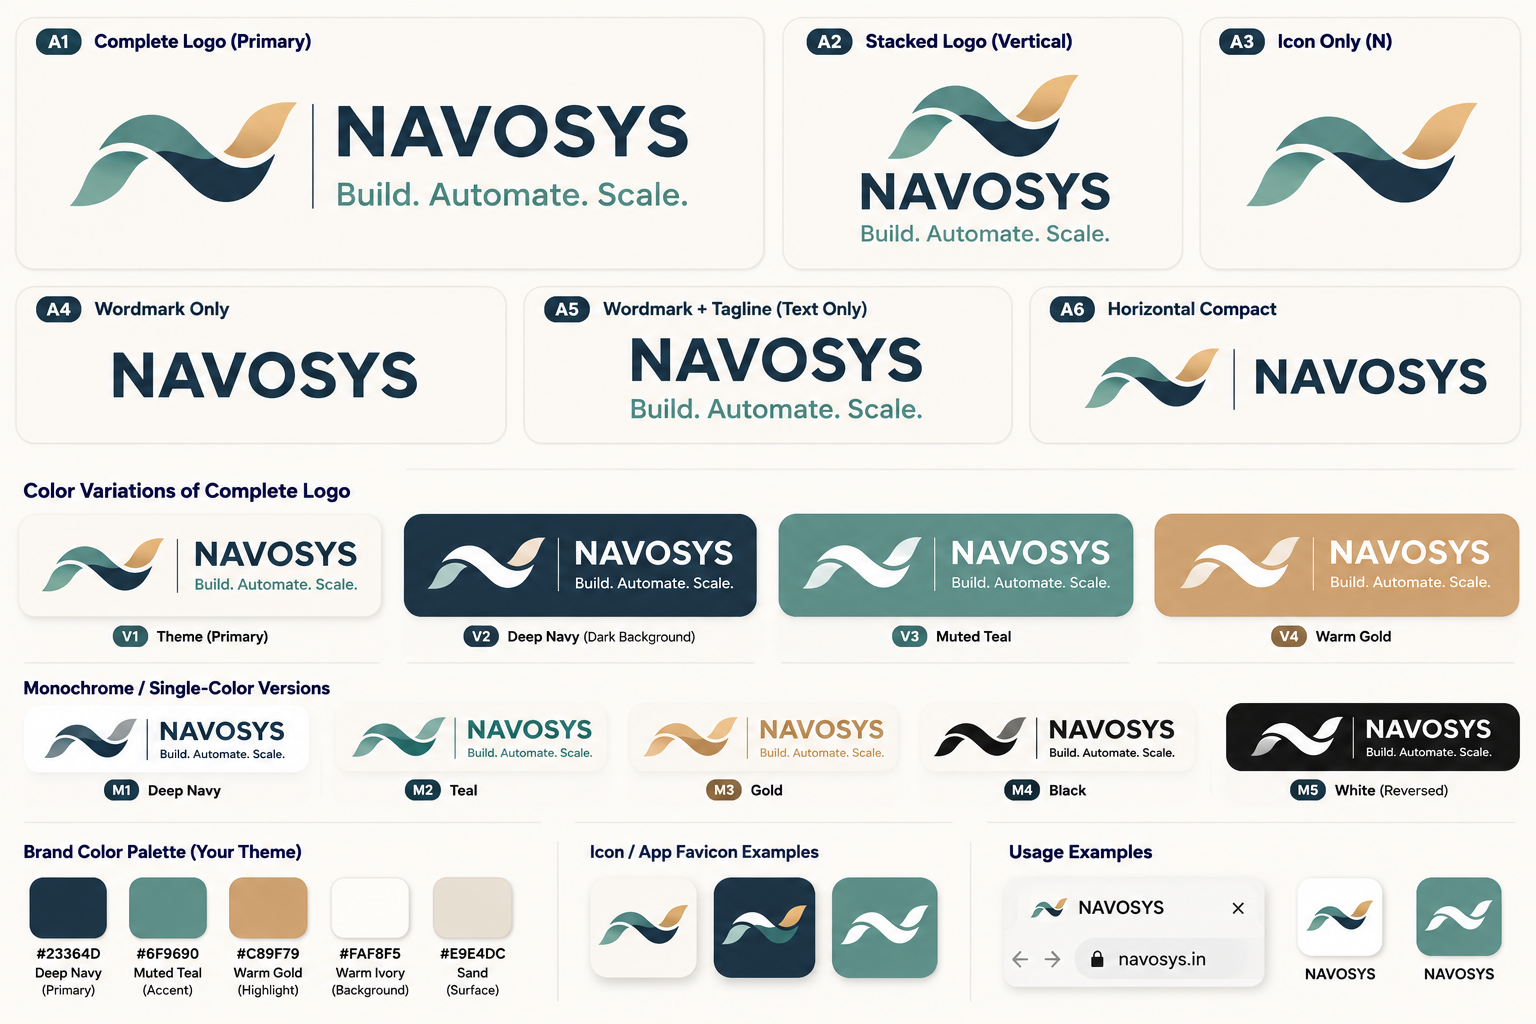 A1 Complete Logo (Primary)
NAVOSYS
Build. Automate. Scale.
A2 Stacked Logo (Vertical)
NAVOSYS
Build. Automate. Scale.
A3 Icon Only (N)
A4 Wordmark Only
NAVOSYS
A5 Wordmark + Tagline (Text Only)
NAVOSYS
Build. Automate. Scale.
A6 Horizontal Compact
NAVOSYS
Color Variations of Complete Logo
NAVOSYS
Build. Automate. Scale.
V1 Theme (Primary)
NAVOSYS
Build. Automate. Scale.
V2 Deep Navy (Dark Background)
NAVOSYS
Build. Automate. Scale.
V3 Muted Teal
NAVOSYS
Build. Automate. Scale.
V4 Warm Gold
Monochrome / Single-Color Versions
NAVOSYS
Build. Automate. Scale.
M1 Deep Navy
NAVOSYS
Build. Automate. Scale.
M2 Teal
NAVOSYS
Build. Automate. Scale.
M3 Gold
NAVOSYS
Build. Automate. Scale.
M4 Black
NAVOSYS
Build. Automate. Scale.
M5 White (Reversed)
Brand Color Palette (Your Theme)
#23364D
Deep Navy
(Primary)
#6F9690
Muted Teal
(Accent)
#C89F79
Warm Gold
(Highlight)
#FAF8F5
Warm Ivory
(Background)
#E9E4DC
Sand
(Surface)
Icon / App Favicon Examples
Usage Examples
NAVOSYS
navosys.in
NAVOSYS
NAVOSYS